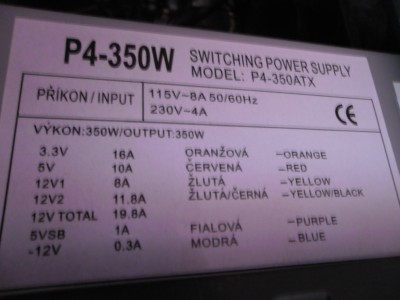 P4-350W SWITCHING POWER SUPPLY
MODEL: P4-350ATX
PŘÍKON / INPUT 115V~8A 50/60Hz
230V~4A
CE
VÝKON:350W/OUTPUT:350W
3.3V 16A ORANŽOVÁ –ORANGE
5V 10A ČERVENÁ –RED
12V1 8A ŽLUTÁ –YELLOW
12V2 11.8A ŽLUTÁ/ČERNÁ –YELLOW/BLACK
12V TOTAL 19.8A
5VSB 1A FIALOVÁ –PURPLE
-12V 0.3A MODRÁ –BLUE